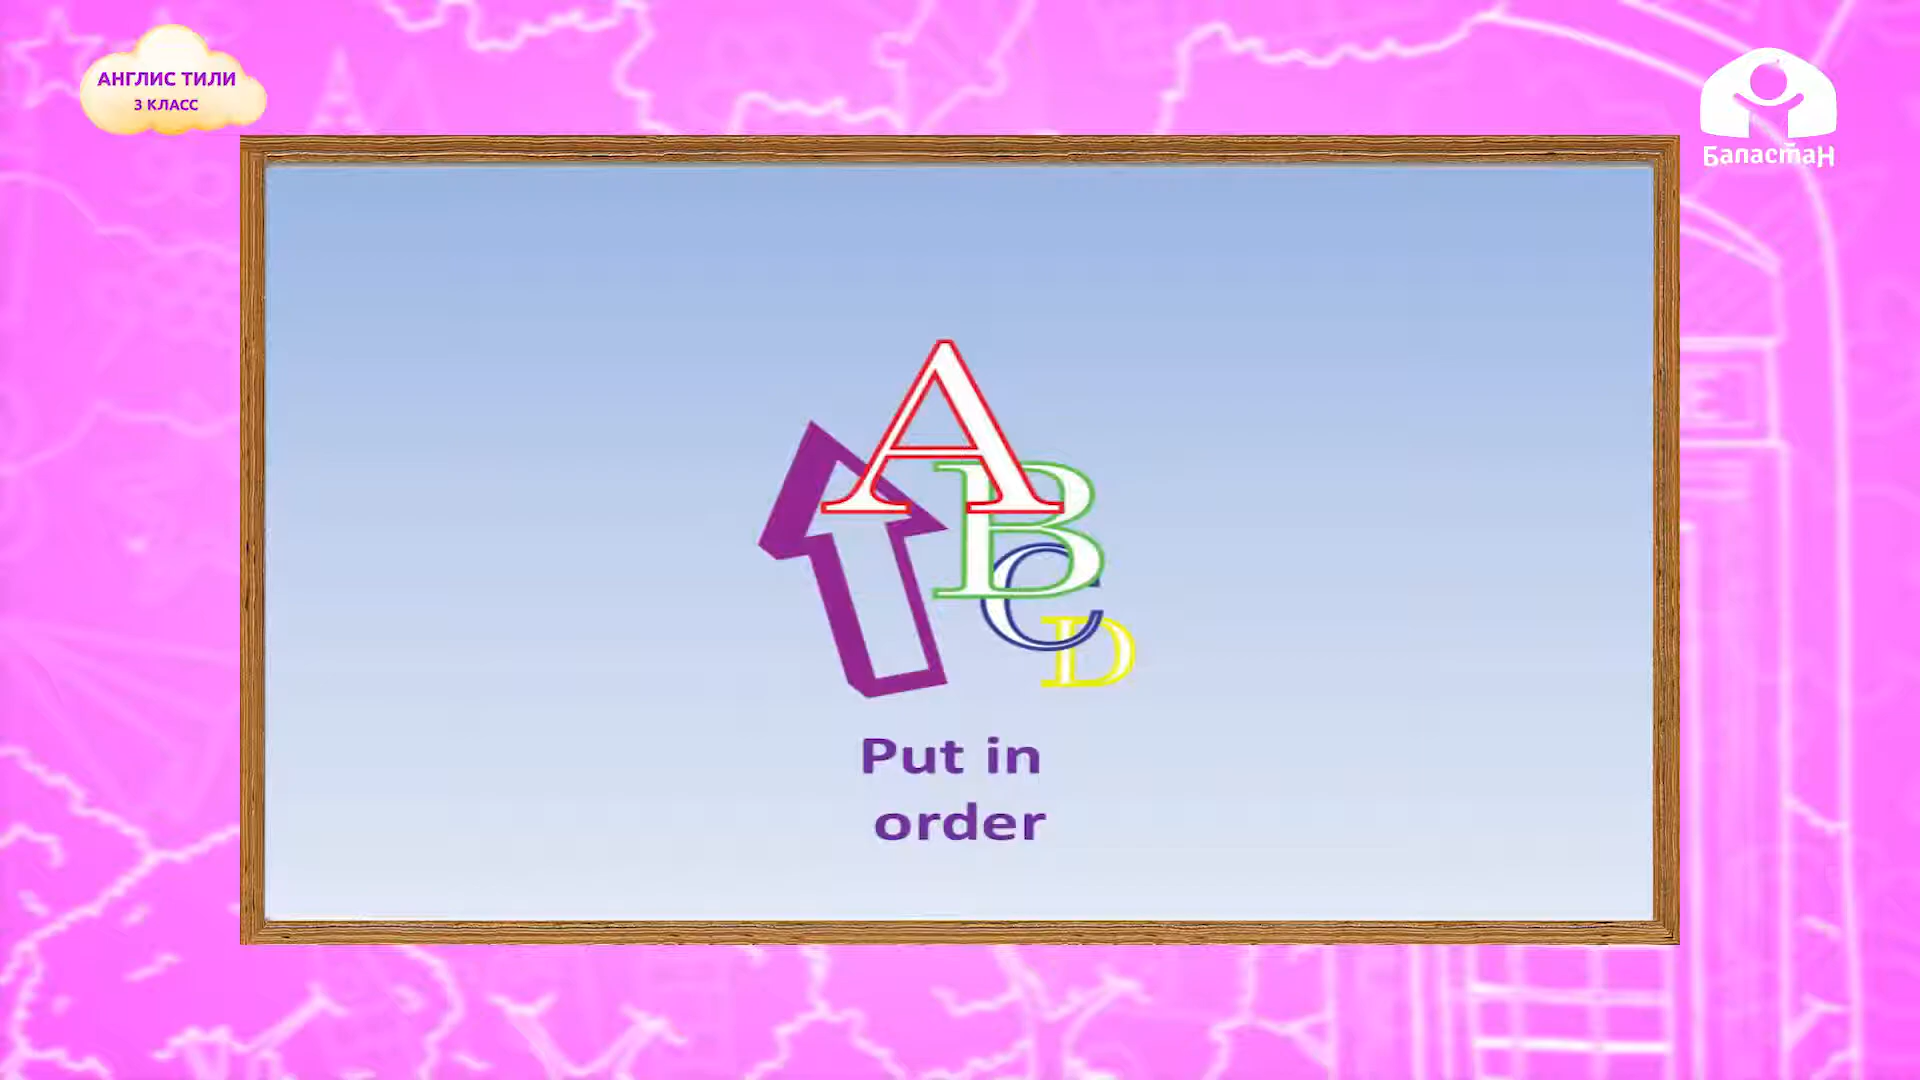 АНГЛИС ТИЛИ
3 КЛАСС
БаластаН
A
B
C
D
Put in
order